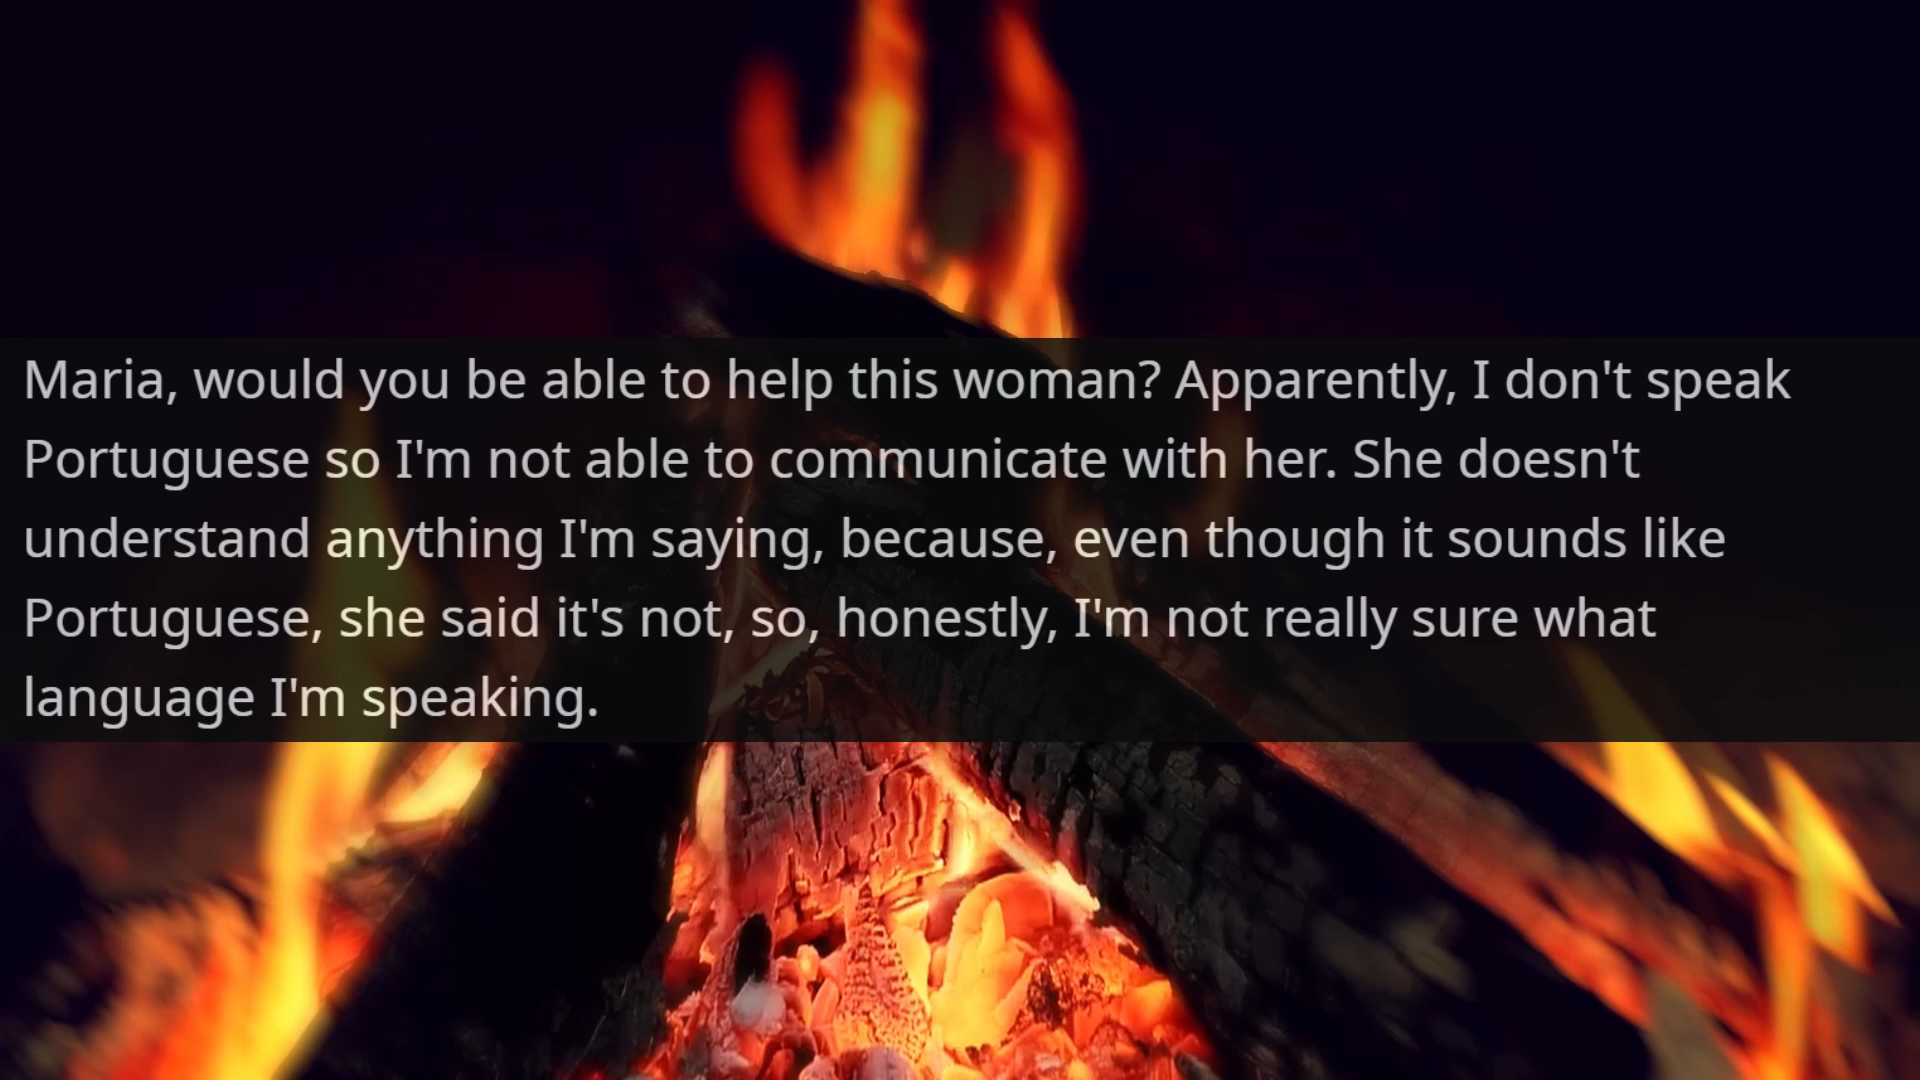 Maria, would you be able to help this woman? Apparently, I don't speak
Portuguese so I'm not able to communicate with her. She doesn't
understand anything I'm saying, because, even though it sounds like
Portuguese, she said it's not, so, honestly, I'm not really sure what
language I'm speaking.